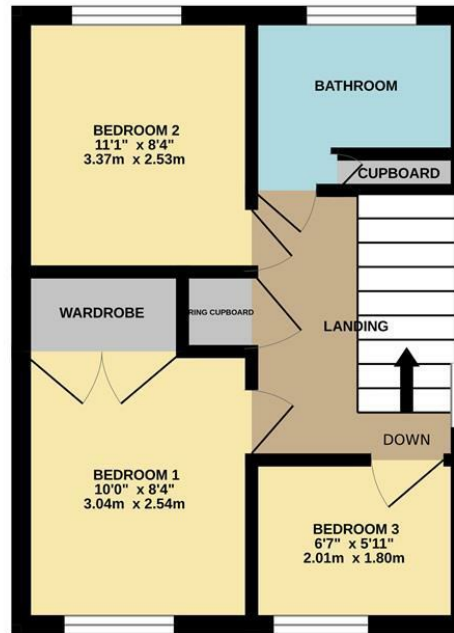 BATHROOM
BEDROOM 2
11'1" x 8'4"
3.37m x 2.53m
CUPBOARD
WARDROBE
RING CUPBOARD
LANDING
DOWN
BEDROOM 1
10'0" x 8'4"
3.04m x 2.54m
BEDROOM 3
6'7" x 5'11"
2.01m x 1.80m